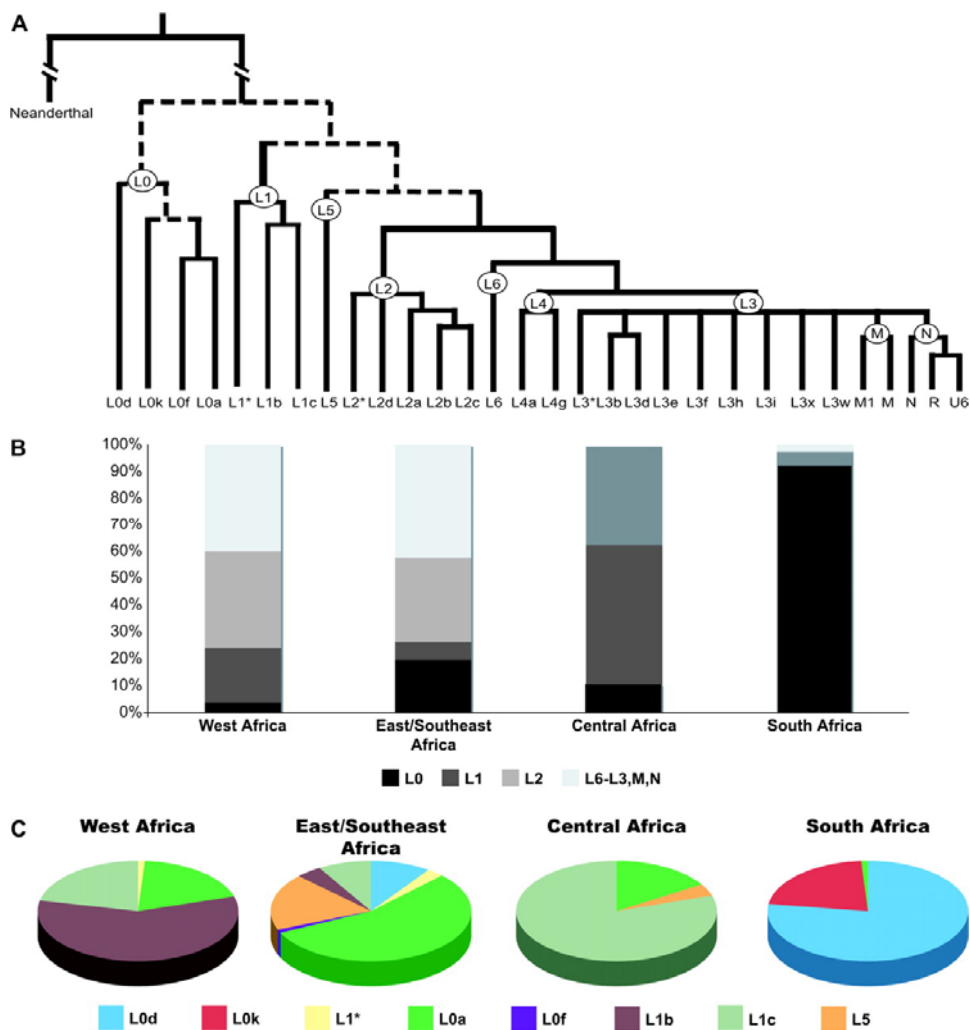 A
Neanderthal
L0
L1
L5
L2
L6
L4
L3
M
N
L0d L0k L0f L0a L1* L1b L1c L5 L2* L2d L2a L2b L2c L6 L4a L4g L3* L3b L3d L3e L3f L3h L3i L3x L3w M1 M N R U6
B
100%
90%
80%
70%
60%
50%
40%
30%
20%
10%
0%
West Africa East/Southeast Africa Central Africa South Africa
L0 L1 L2 L6-L3,M,N
C
West Africa East/Southeast Africa Central Africa South Africa
L0d L0k L1* L0a L0f L1b L1c L5